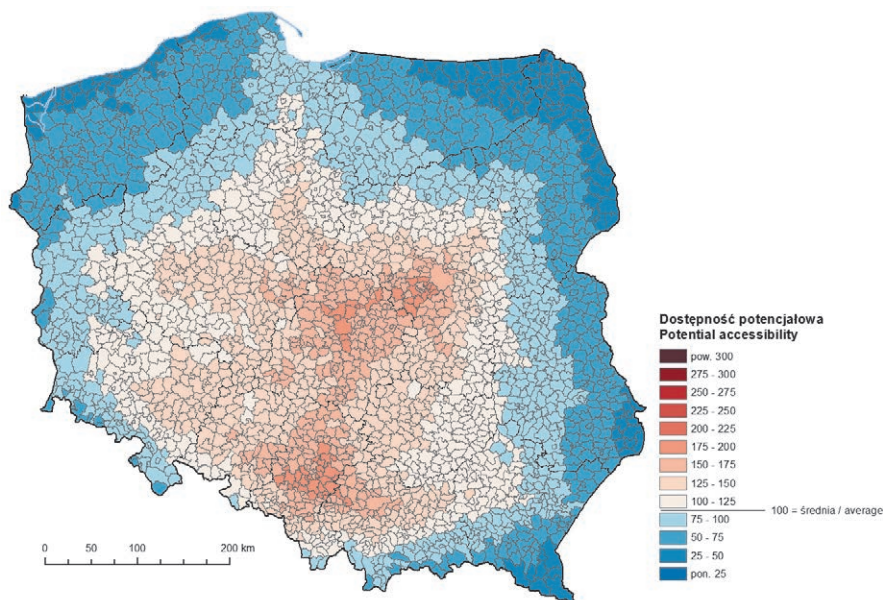 Dostępność potencjałowa
Potential accessibility
pow. 300
275 - 300
250 - 275
225 - 250
200 - 225
175 - 200
150 - 175
125 - 150
100 - 125
100 = średnia / average
75 - 100
50 - 75
25 - 50
pon. 25
0 50 100 200 km